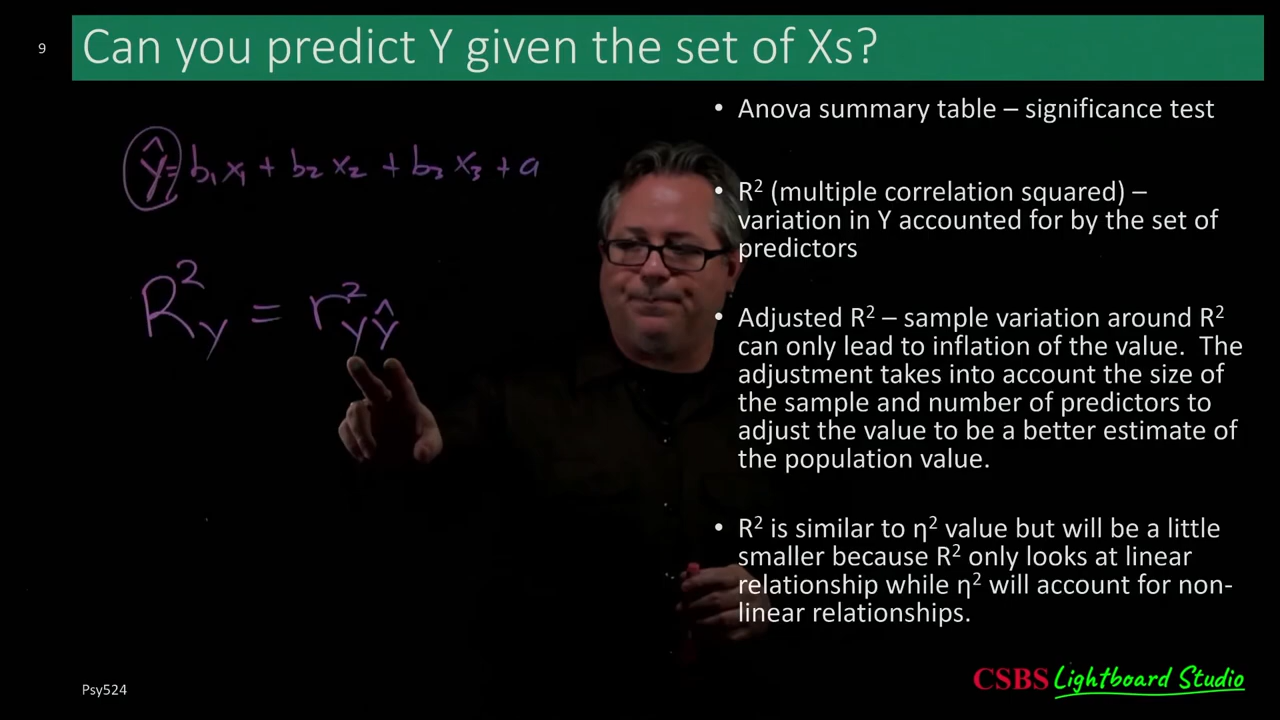 9
Can you predict Y given the set of Xs?
Ŷ = b₁x₁ + b₂x₂ + b₃x₃ + a
R²y = r²yŷ
• Anova summary table – significance test
• R² (multiple correlation squared) –
variation in Y accounted for by the set of
predictors
• Adjusted R² – sample variation around R²
can only lead to inflation of the value.  The
adjustment takes into account the size of
the sample and number of predictors to
adjust the value to be a better estimate of
the population value.
• R² is similar to η² value but will be a little
smaller because R² only looks at linear
relationship while η² will account for non-
linear relationships.
Psy524
CSBS Lightboard Studio